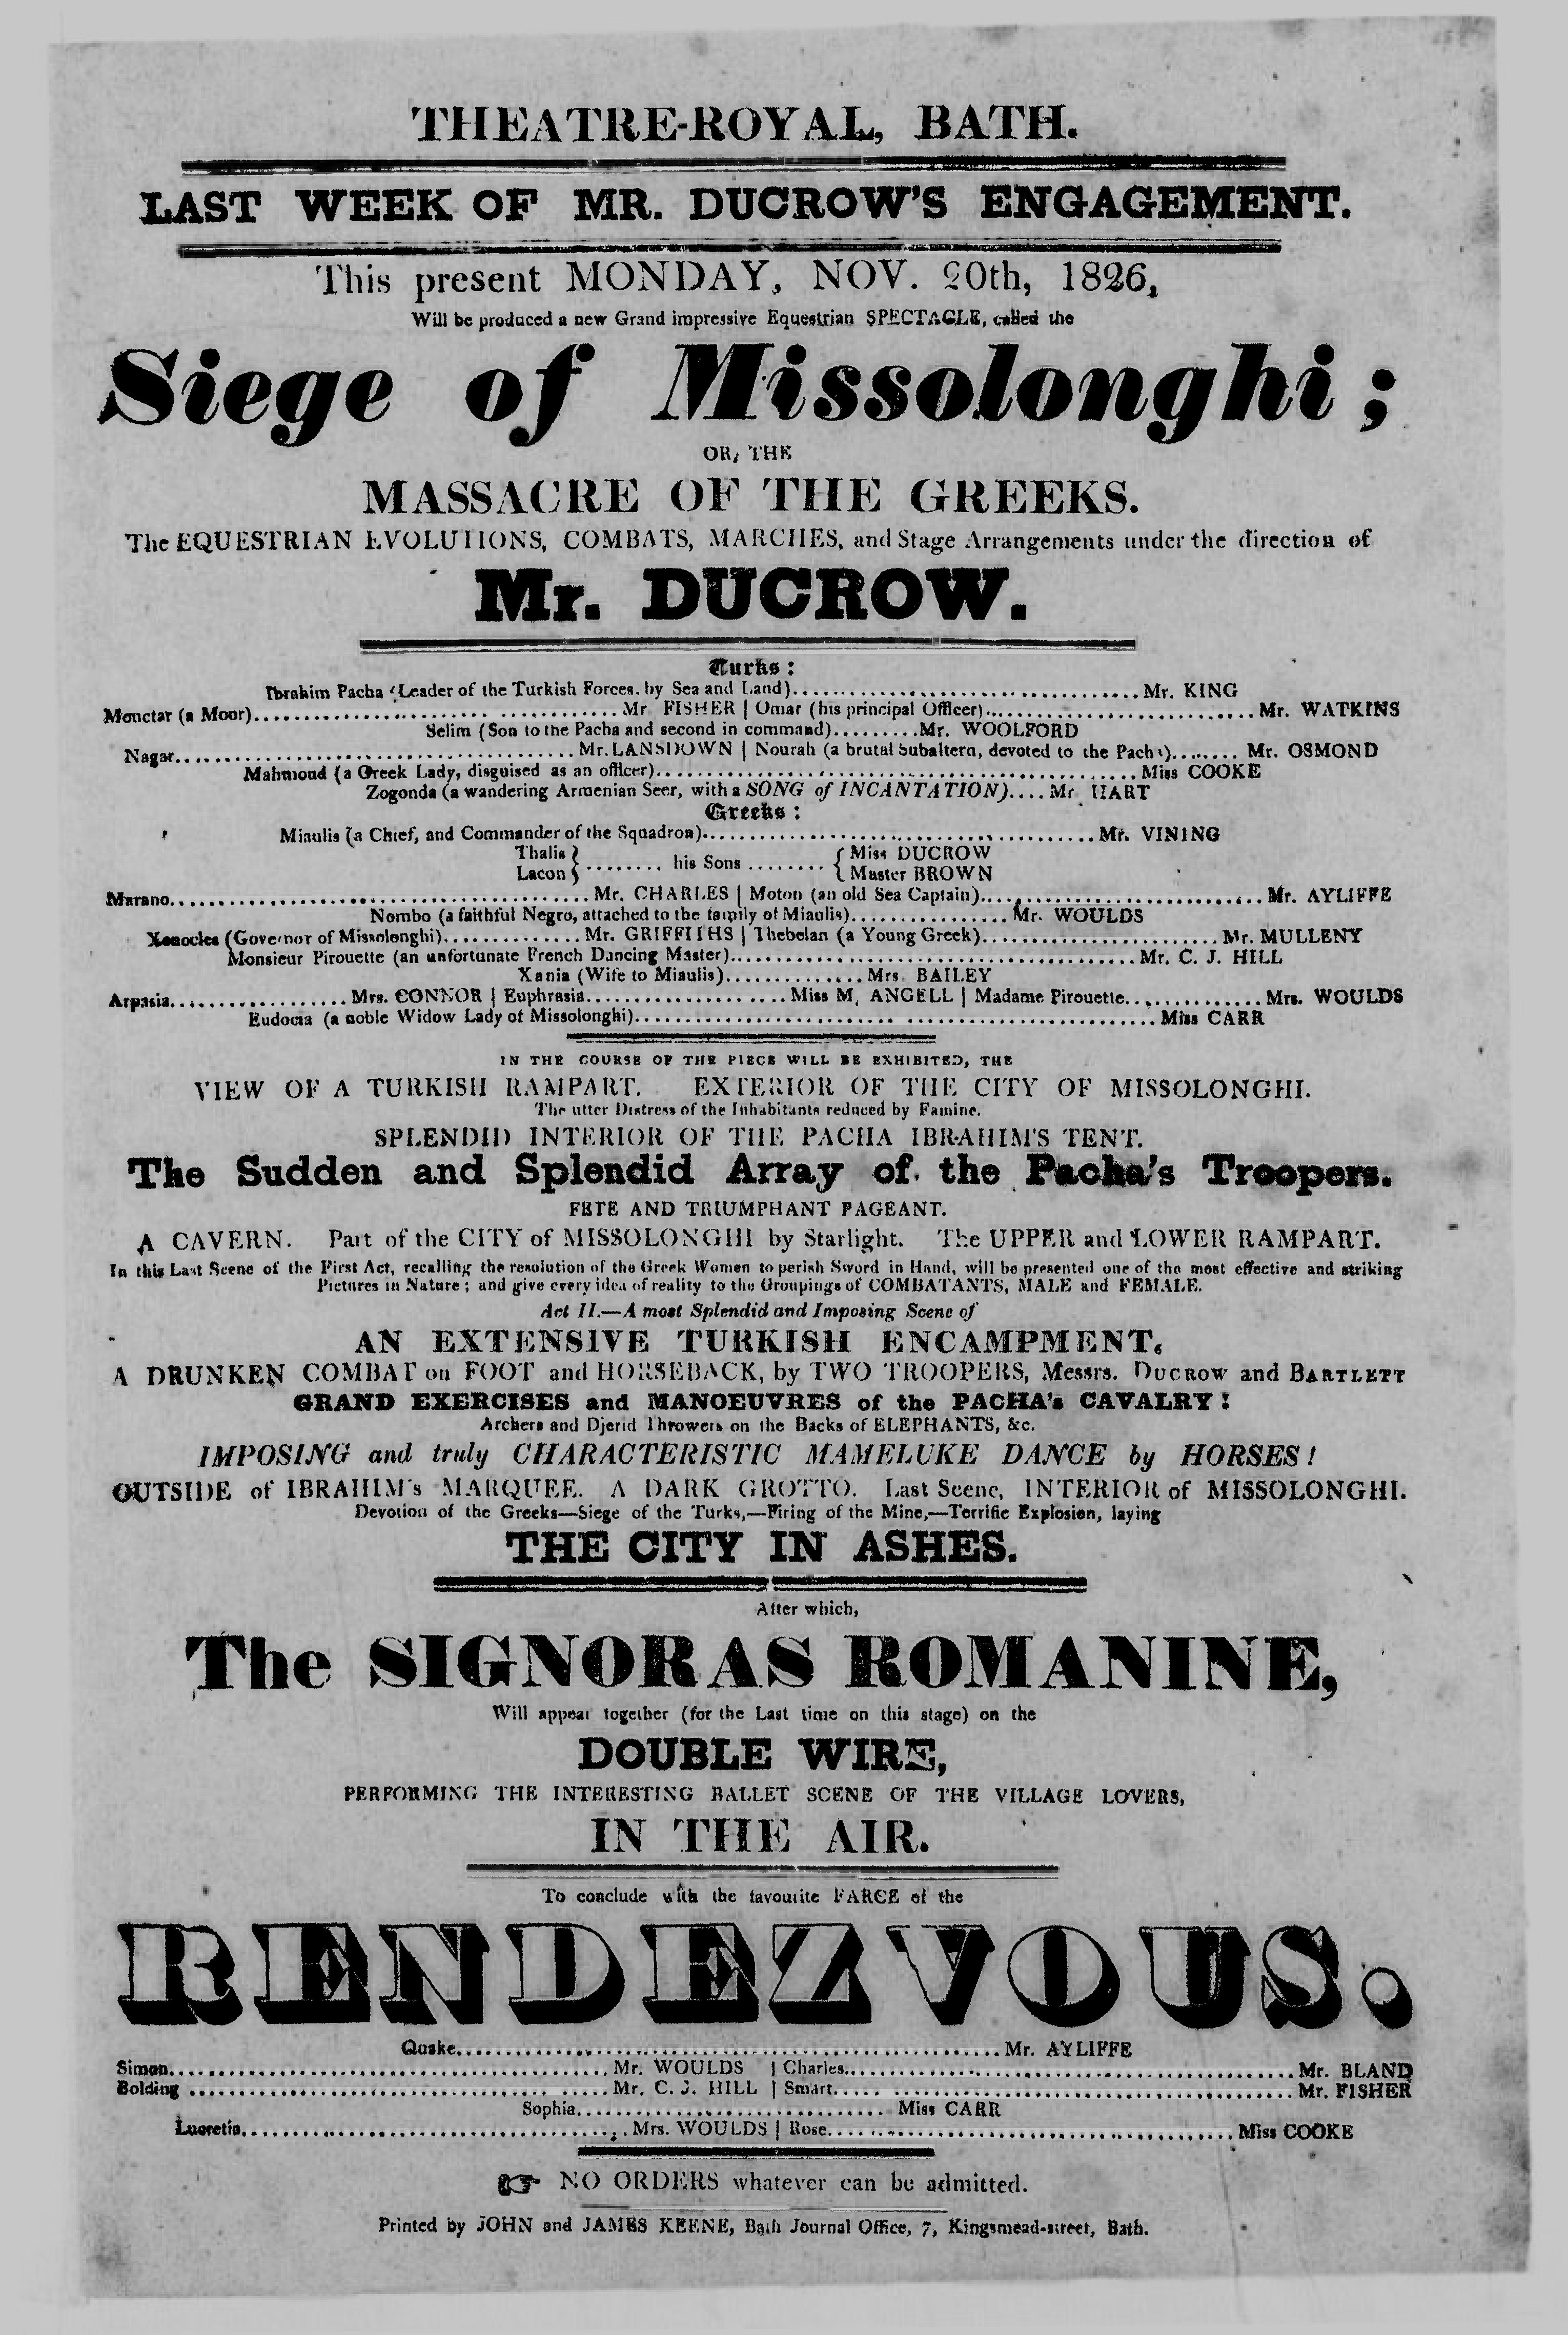 THEATRE-ROYAL, BATH.
LAST WEEK OF MR. DUCROW'S ENGAGEMENT.
This present MONDAY, NOV. 20th, 1826,
Will be produced a new Grand impressive Equestrian SPECTACLE, called the
Siege of Missolonghi;
OR, THE
MASSACRE OF THE GREEKS.
The EQUESTRIAN EVOLUTIONS, COMBATS, MARCHES, and Stage Arrangements under the direction of
Mr. DUCROW.
Turks:
Ibrahim Pacha (Leader of the Turkish Forces, by Sea and Land)..................................Mr. KING
Mouctar (a Moor)..................................Mr FISHER | Omar (his principal Officer)..........................Mr. WATKINS
Selim (Son to the Pacha and second in command).........Mr. WOOLFORD
Nagar..................................Mr. LANSDOWN | Nourah (a brutal Subaltern, devoted to the Pacha)........Mr. OSMOND
Mahmoud (a Greek Lady, disguised as an officer)..................................................Miss COOKE
Zogonda (a wandering Armenian Seer, with a SONG of INCANTATION)....Mr HART
Greeks:
Miaulis (a Chief, and Commander of the Squadron)........................................Mr. VINING
Thalis } ........ his Sons ........ { Miss DUCROW
Lacon } { Master BROWN
Marano..........................................Mr. CHARLES | Moton (an old Sea Captain)..............................Mr. AYLIFFE
Nombo (a faithful Negro, attached to the family of Miaulis)................Mr. WOULDS
Xenocles (Governor of Missolonghi)..............Mr. GRIFFITHS | Thebelan (a Young Greek)........................Mr. MULLENY
Monsieur Pirouette (an unfortunate French Dancing Master)..........................................Mr. C. J. HILL
Xania (Wife to Miaulis)..............Mrs. BAILEY
Arpasia..................Mrs. CONNOR | Euphrasia....................Miss M. ANGELL | Madame Pirouette..............Mrs. WOULDS
Eudocia (a noble Widow Lady of Missolonghi)......................................................Miss CARR
IN THE COURSE OF THE PIECE WILL BE EXHIBITED, THE
VIEW OF A TURKISH RAMPART. EXTERIOR OF THE CITY OF MISSOLONGHI.
The utter Distress of the Inhabitants reduced by Famine.
SPLENDID INTERIOR OF THE PACHA IBRAHIM'S TENT.
The Sudden and Splendid Array of the Pacha's Troopers.
FETE AND TRIUMPHANT PAGEANT.
A CAVERN. Part of the CITY of MISSOLONGHI by Starlight. The UPPER and LOWER RAMPART.
In this Last Scene of the First Act, recalling the resolution of the Greek Women to perish Sword in Hand, will be presented one of the most effective and striking
Pictures in Nature; and give every idea of reality to the Groupings of COMBATANTS, MALE and FEMALE.
Act II.—A most Splendid and Imposing Scene of
AN EXTENSIVE TURKISH ENCAMPMENT.
A DRUNKEN COMBAT on FOOT and HORSEBACK, by TWO TROOPERS, Messrs. DUCROW and BARTLETT
GRAND EXERCISES and MANOEUVRES of the PACHA's CAVALRY!
Archers and Djerid Throwers on the Backs of ELEPHANTS, &c.
IMPOSING and truly CHARACTERISTIC MAMELUKE DANCE by HORSES!
OUTSIDE of IBRAHIM's MARQUEE. A DARK GROTTO. Last Scene, INTERIOR of MISSOLONGHI.
Devotion of the Greeks—Siege of the Turks,—Firing of the Mine,—Terrific Explosion, laying
THE CITY IN ASHES.
After which,
The SIGNORAS ROMANINE,
Will appear together (for the Last time on this stage) on the
DOUBLE WIRE,
PERFORMING THE INTERESTING BALLET SCENE OF THE VILLAGE LOVERS,
IN THE AIR.
To conclude with the favourite FARCE of the
RENDEZVOUS.
Quake........................................................Mr. AYLIFFE
Simon............................................Mr. WOULDS | Charles.............................................Mr. BLAND
Bolding ..........................................Mr. C. J. HILL | Smart..............................................Mr. FISHER
Sophia................................Miss CARR
Lucretia........................................Mrs. WOULDS | Rose..........................................Miss COOKE
☞ NO ORDERS whatever can be admitted.
Printed by JOHN and JAMES KEENE, Bath Journal Office, 7, Kingsmead-street, Bath.